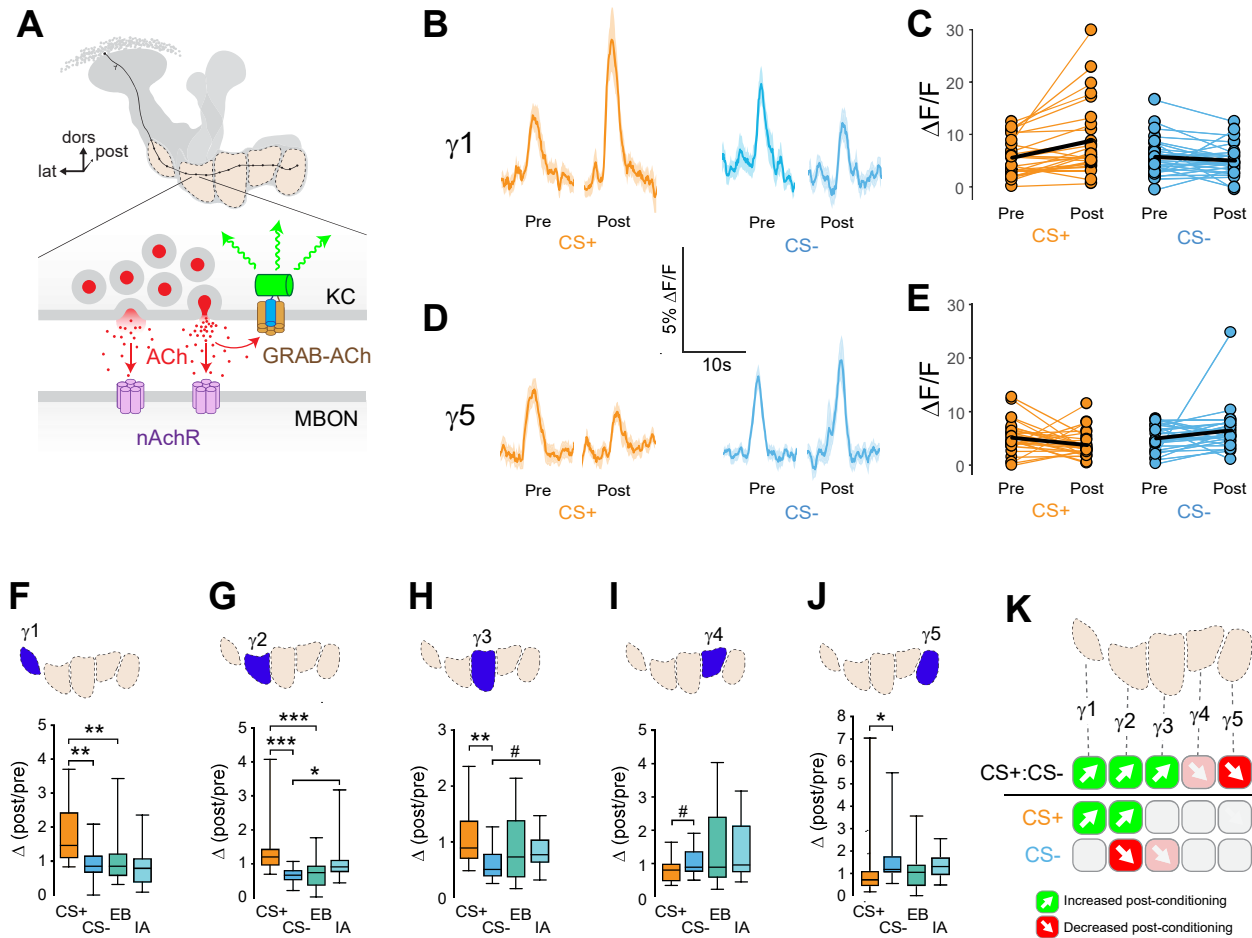 A
dors
post
lat
KC
ACh
GRAB-ACh
MBON
nAchR
B
γ1
Pre
Post
CS+
CS-
C
ΔF/F
30
20
10
0
Pre
Post
Pre
Post
CS+
CS-
5% ΔF/F
10s
D
γ5
Pre
Post
CS+
Pre
Post
CS-
E
ΔF/F
30
20
10
0
Pre
Post
Pre
Post
CS+
CS-
F
γ1
Δ (post/pre)
5
4
3
2
1
0
**
**
CS+
CS-
EB
IA
G
γ2
Δ (post/pre)
5
4
3
2
1
0
***
***
*
CS+
CS-
EB
IA
H
γ3
Δ (post/pre)
3
2
1
0
**
#
CS+
CS-
EB
IA
I
γ4
Δ (post/pre)
5
4
3
2
1
0
#
CS+
CS-
EB
IA
J
γ5
Δ (post/pre)
8
7
6
5
4
3
2
1
0
*
CS+
CS-
EB
IA
K
γ1
γ2
γ3
γ4
γ5
CS+:CS-
CS+
CS-
Increased post-conditioning
Decreased post-conditioning